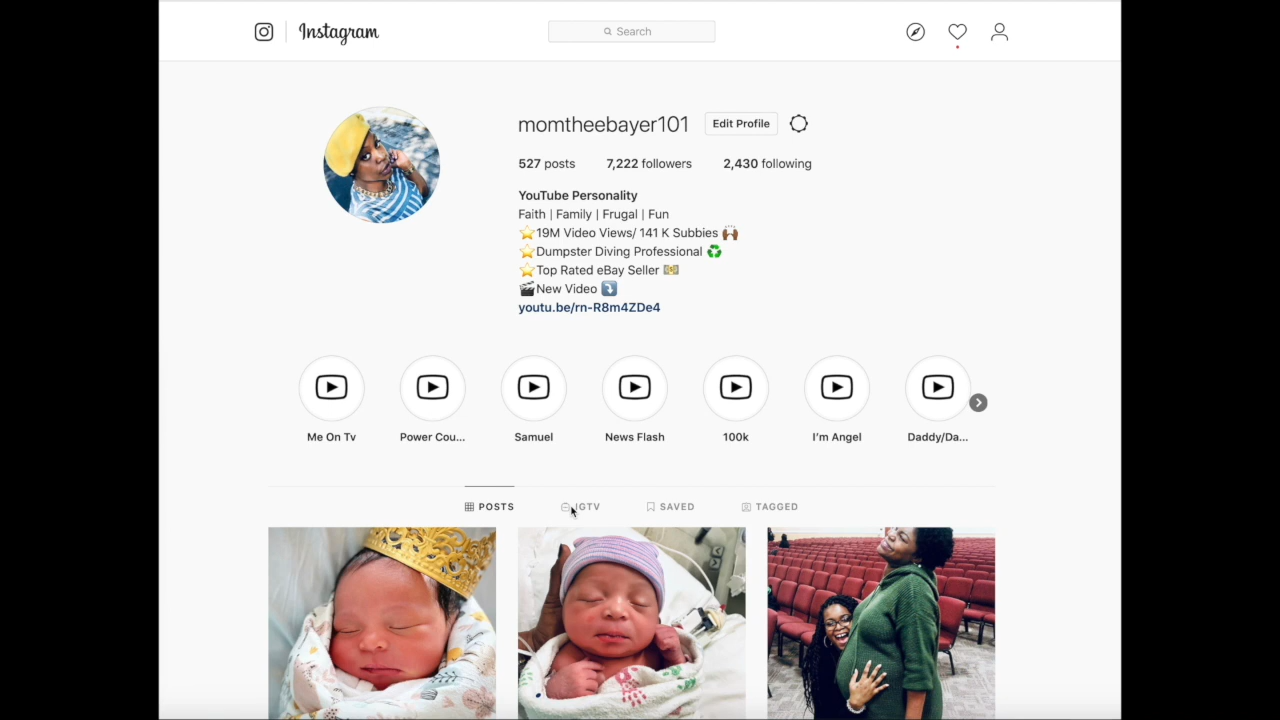 Instagram
Search
momtheebayer101 Edit Profile
527 posts 7,222 followers 2,430 following
YouTube Personality
Faith | Family | Frugal | Fun
⭐19M Video Views/ 141 K Subbies 🙌🏾
⭐Dumpster Diving Professional ♻️
⭐Top Rated eBay Seller 💵
🎬New Video ⤵️
youtu.be/rn-R8m4ZDe4
Me On Tv Power Cou... Samuel News Flash 100k I'm Angel Daddy/Da...
POSTS IGTV SAVED TAGGED